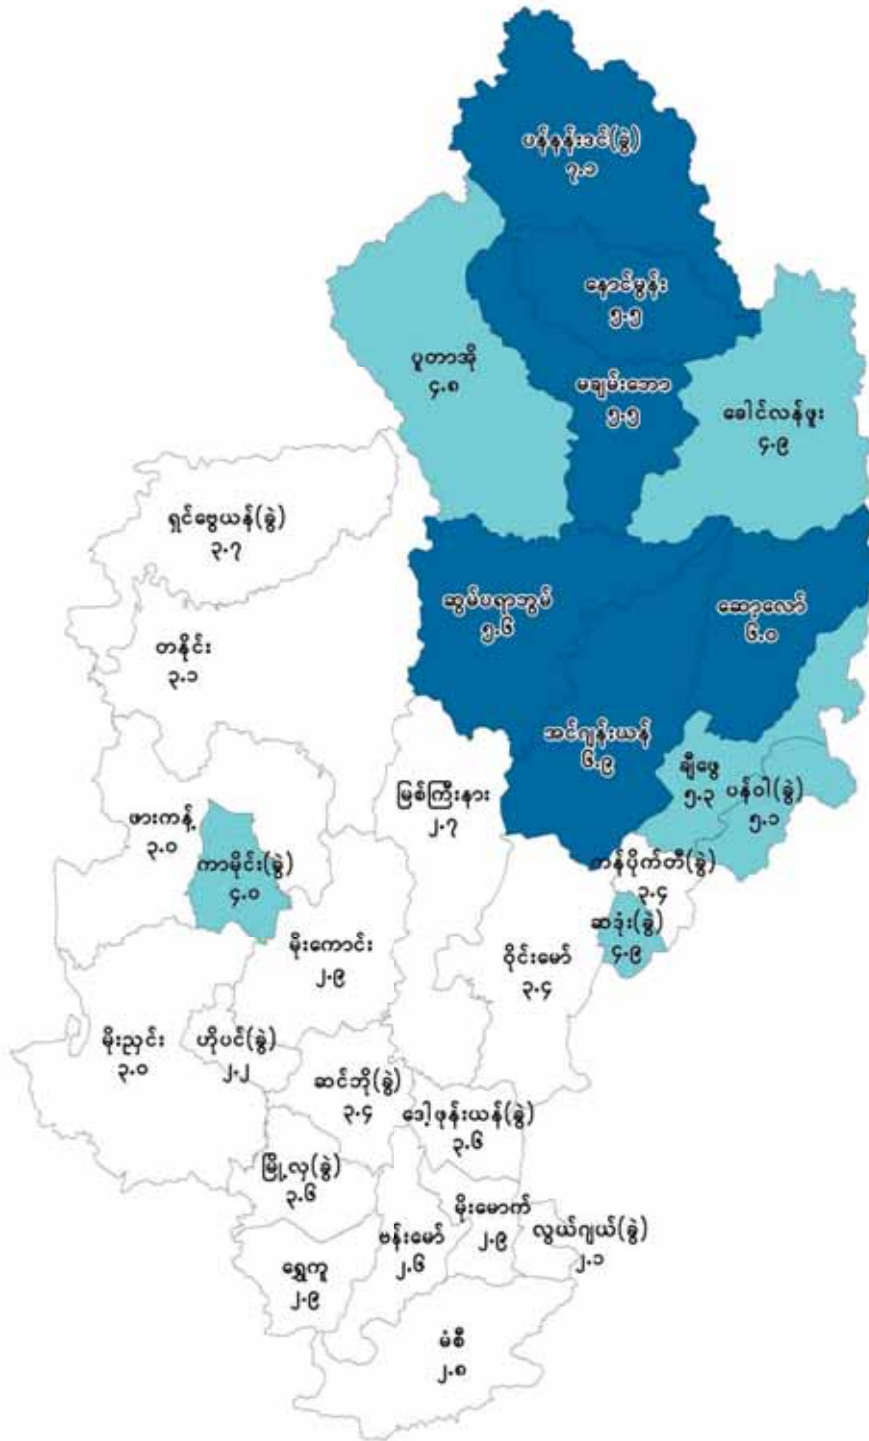 ပန်နန်းဒင်(ခွဲ)
၇.၁
နောင်မွန်း
၅.၅
ပူတာအို
၄.၈
မချမ်းဘော
၅.၅
ခေါင်လန်ဖူး
၄.၉
ရှင်ဗွေယန်(ခွဲ)
၃.၇
ဆွမ်ပရာဘွမ်
၅.၆
ဆော့လော်
၆.၀
တနိုင်း
၃.၁
အင်ဂျန်းယန်
၆.၉
ချီဖွေ
၅.၃
ပန်ဝါ(ခွဲ)
၅.၁
မြစ်ကြီးနား
၂.၇
ဖားကန့်
၃.၀
ကာမိုင်း(ခွဲ)
၄.၀
ကန်ပိုက်တီ(ခွဲ)
၃.၄
ဆဒုံး(ခွဲ)
၄.၉
မိုးကောင်း
၂.၉
ဝိုင်းမော်
၃.၄
မိုးညှင်း
၃.၀
ဟိုပင်(ခွဲ)
၂.၂
ဆင်ဘို(ခွဲ)
၃.၄
ဒေါ့ဖုန်းယန်(ခွဲ)
၃.၆
မြို့လှ(ခွဲ)
၃.၆
မိုးမောက်
၂.၉
ဗန်းမော်
၂.၆
လွယ်ဂျယ်(ခွဲ)
၂.၁
ရွှေကူ
၂.၉
မံစီ
၂.၈